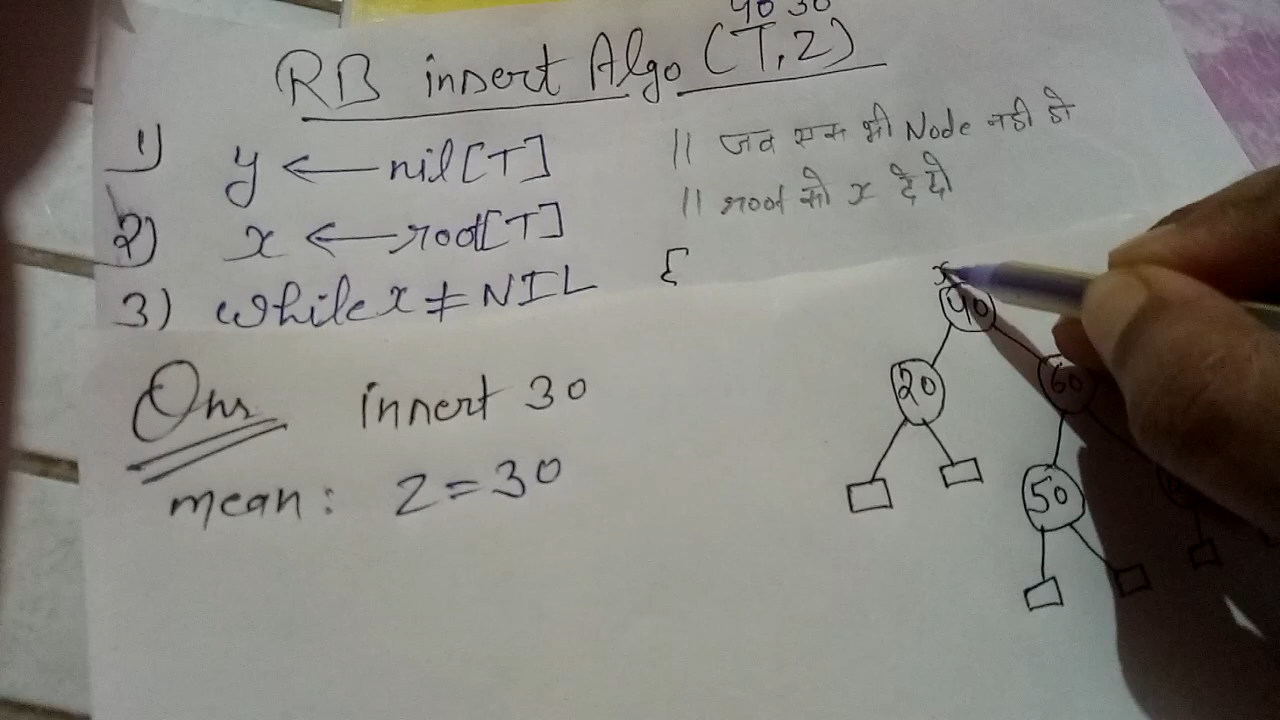 40 30
RB insert Algo (T,Z)
1) y ← nil[T] || जब एक भी Node नही हो
2) x ← root[T] || root को x दे दो
3) while x ≠ NIL {
x
40
20 60
50
Ons insert 30
mean: Z=30